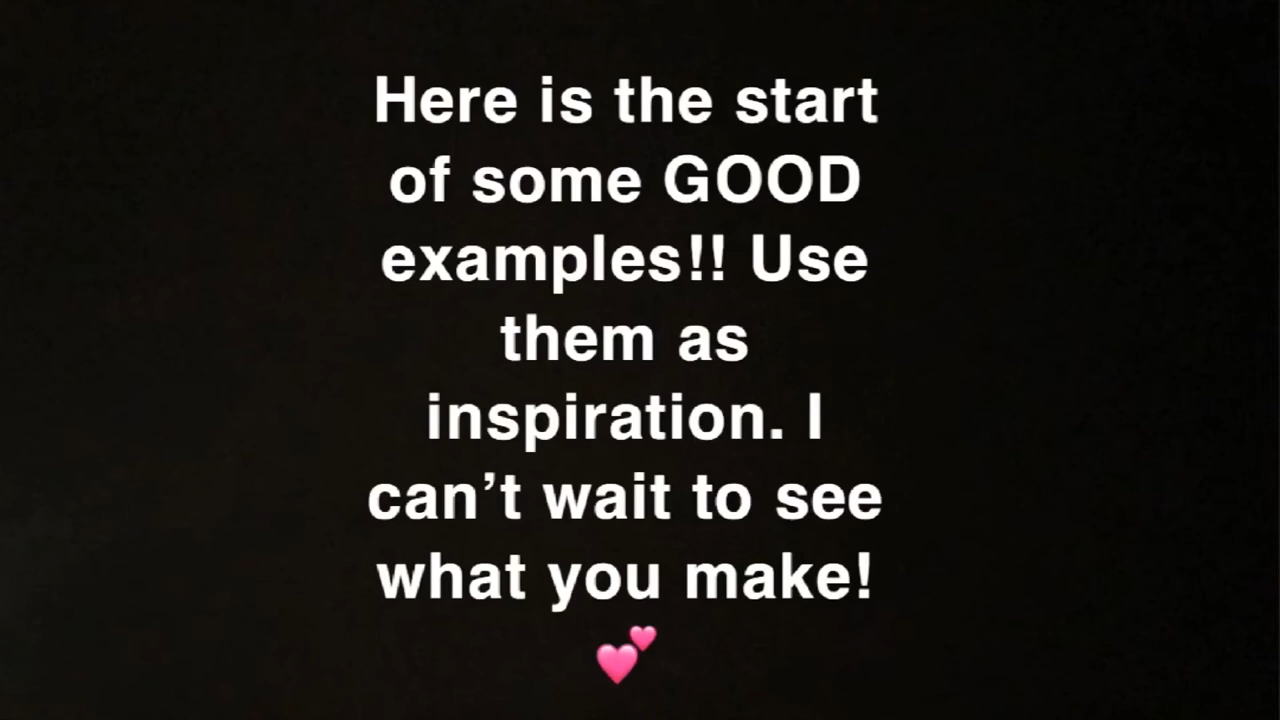 Here is the start
of some GOOD
examples!! Use
them as
inspiration. I
can’t wait to see
what you make!
💕